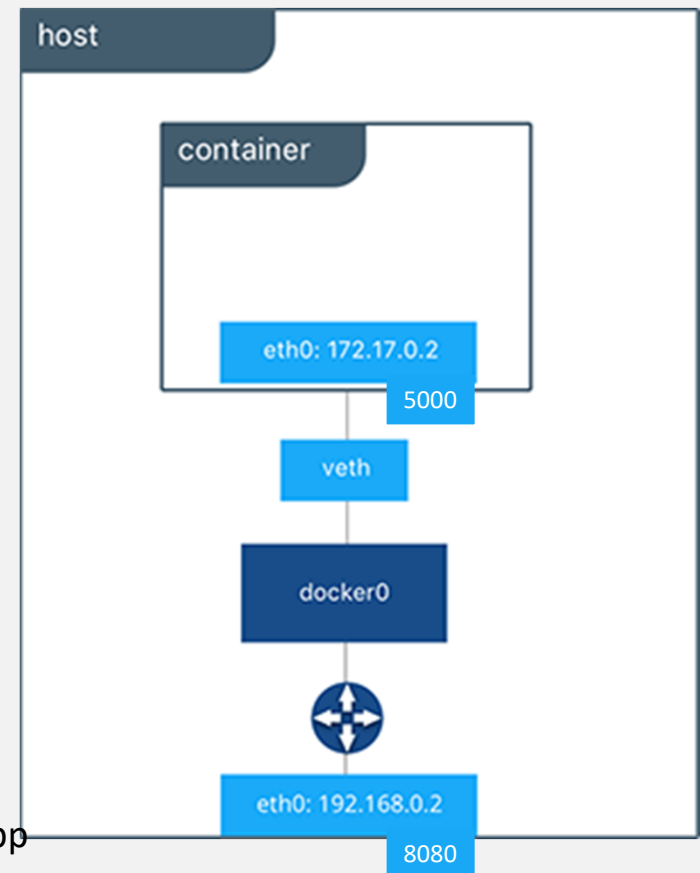 host
container
eth0: 172.17.0.2
5000
veth
docker0
eth0: 192.168.0.2
8080